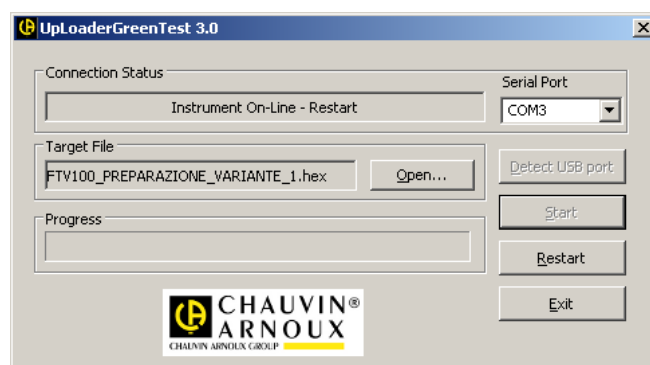 UpLoaderGreenTest 3.0
Connection Status
Instrument On-Line - Restart
Serial Port
COM3
Target File
FTV100_PREPARAZIONE_VARIANTE_1.hex
Open...
Detect USB port
Start
Progress
Restart
Exit
CHAUVIN®
ARNOUX
CHAUVIN ARNOUX GROUP